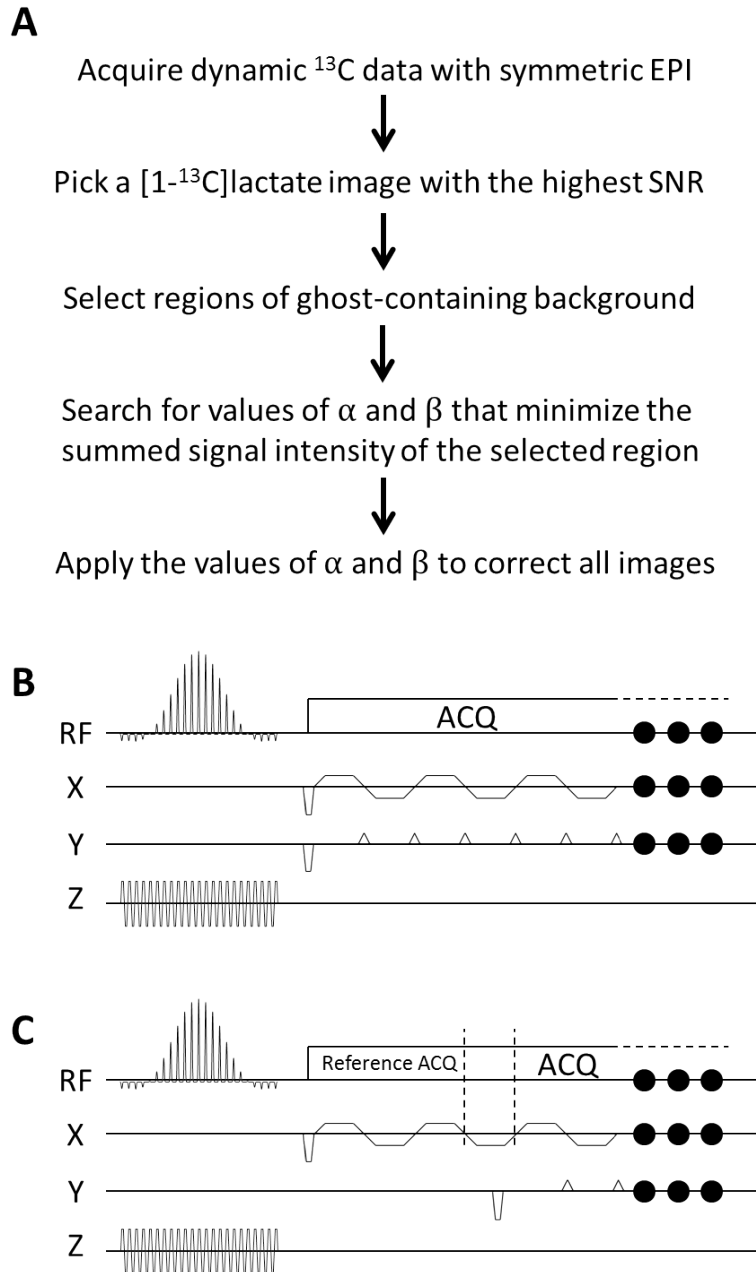 A
Acquire dynamic ¹³C data with symmetric EPI
Pick a [1-¹³C]lactate image with the highest SNR
Select regions of ghost-containing background
Search for values of α and β that minimize the
summed signal intensity of the selected region
Apply the values of α and β to correct all images
B
RF
ACQ
X
Y
Z
C
RF
Reference ACQ
ACQ
X
Y
Z